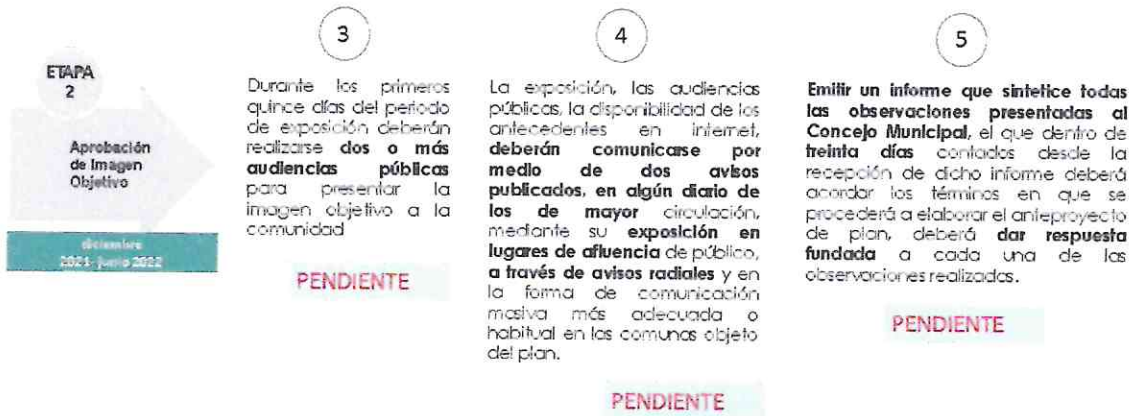 ETAPA
2
Aprobación
de Imagen
Objetivo
diciembre
2021- junio 2022
3
Durante los primeros
quince días del periodo
de exposición deberán
realizarse dos o más
audiencias públicas
para presentar la
imagen objetivo a la
comunidad
PENDIENTE
4
La exposición, las audiencias
públicas, la disponibilidad de los
antecedentes en internet,
deberán comunicarse por
medio de dos avisos
publicados, en algún diario de
los de mayor circulación,
mediante su exposición en
lugares de afluencia de público,
a través de avisos radiales y en
la forma de comunicación
masiva más adecuada o
habitual en las comunas objeto
del plan.
PENDIENTE
5
Emitir un informe que sintetice todas
las observaciones presentadas al
Concejo Municipal, el que dentro de
treinta días contados desde la
recepción de dicho informe deberá
acordar los términos en que se
procederá a elaborar el anteproyecto
de plan, deberá dar respuesta
fundada a cada una de las
observaciones realizadas.
PENDIENTE